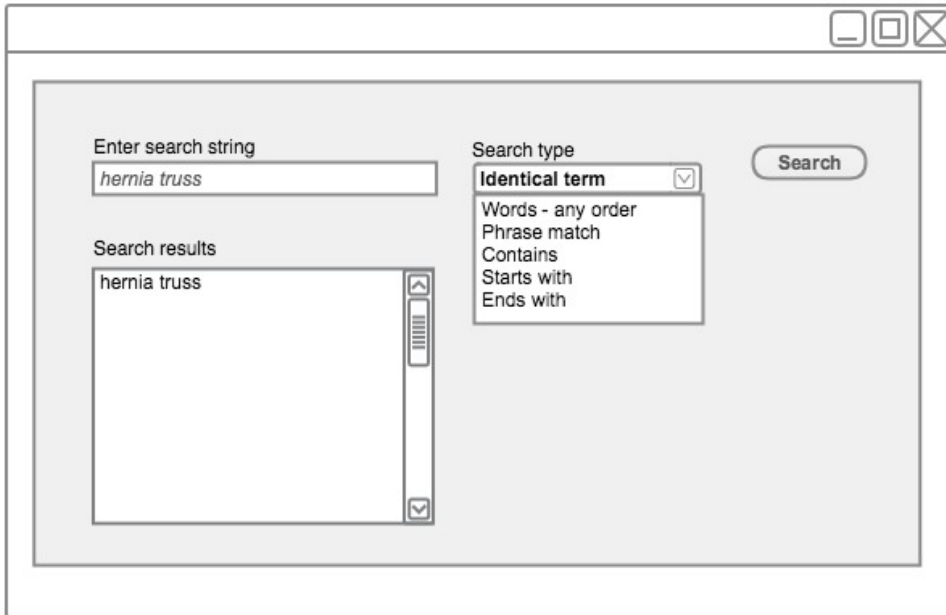 Enter search string
hernia truss
Search results
hernia truss
Search type
Identical term
Words - any order
Phrase match
Contains
Starts with
Ends with
Search